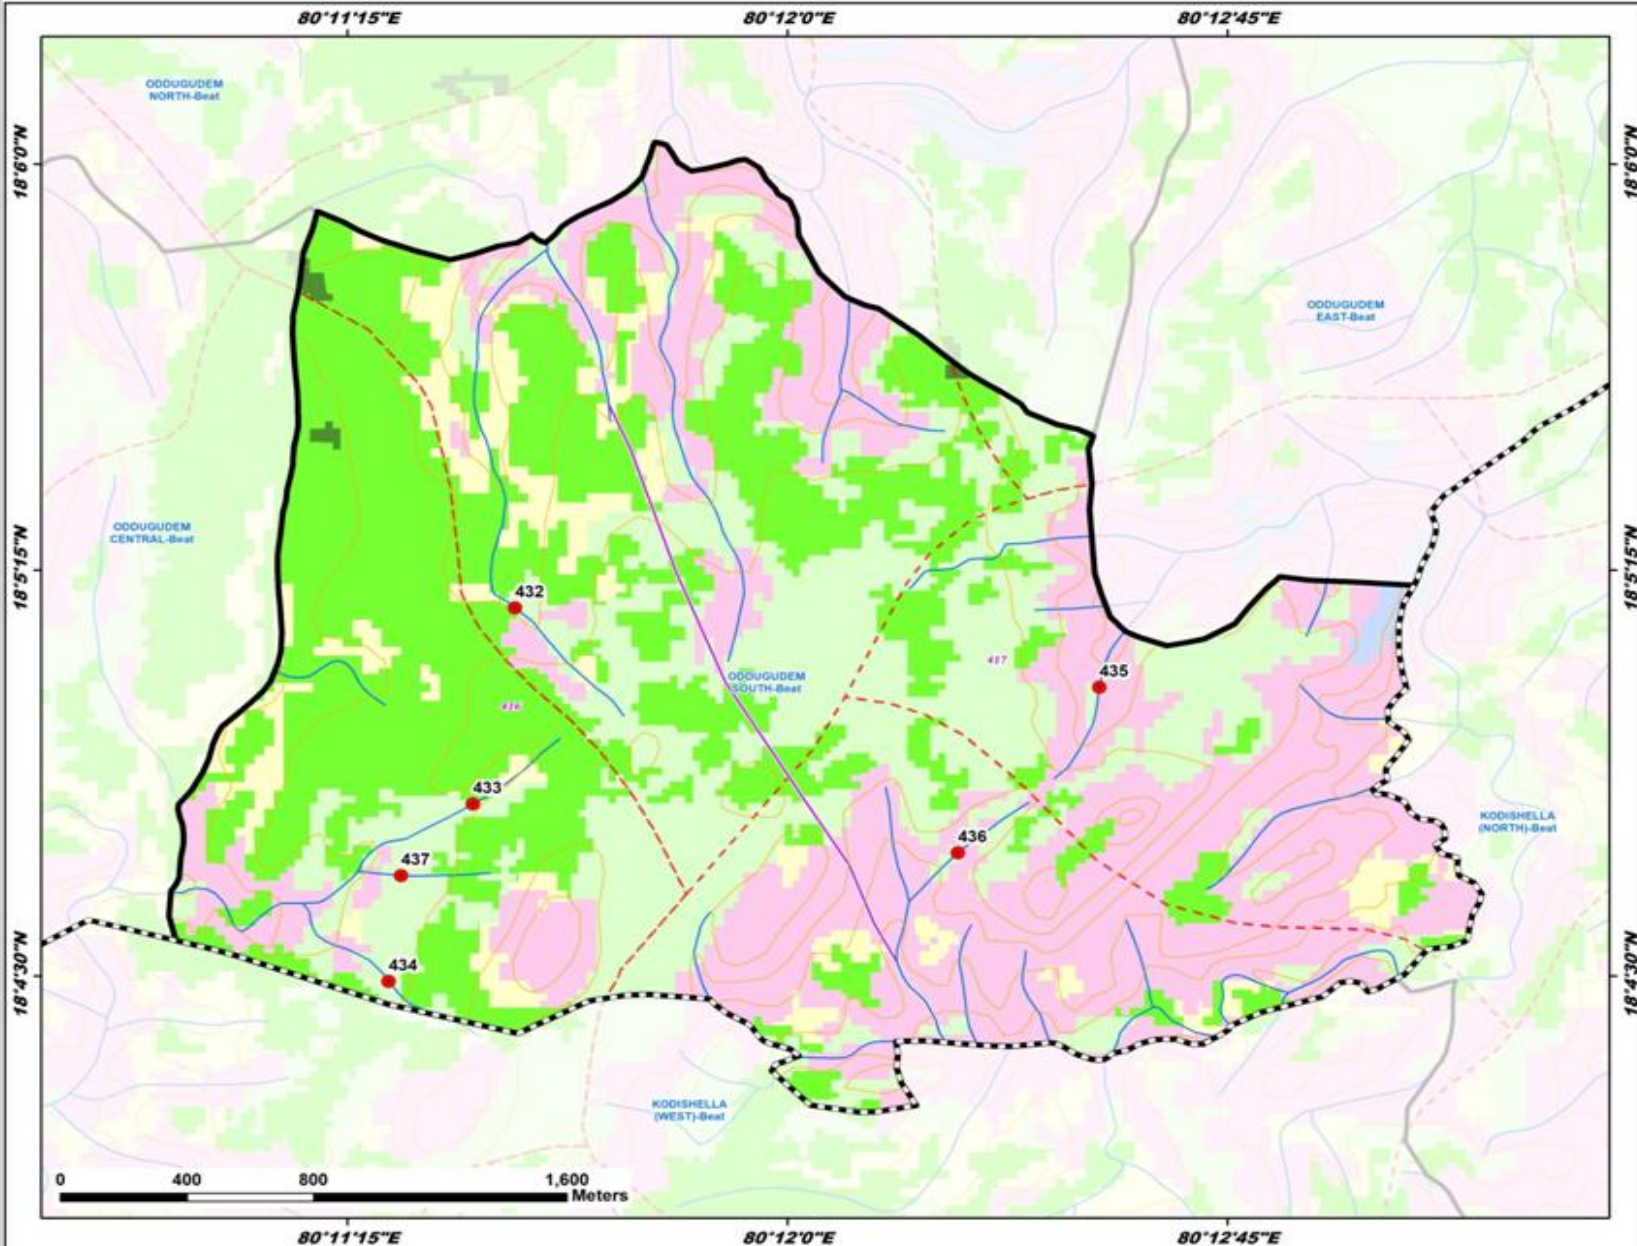 80°11'15"E
80°12'0"E
80°12'45"E
ODDUGUDEM
NORTH-Beat
18°6'0"N
18°6'0"N
ODDUGUDEM
EAST-Beat
ODDUGUDEM
CENTRAL-Beat
18°5'15"N
18°5'15"N
432
417
435
ODDUGUDEM
SOUTH-Beat
416
433
KODISHELLA
(NORTH)-Beat
436
437
434
18°4'30"N
18°4'30"N
KODISHELLA
(WEST)-Beat
0 400 800 1,600
Meters
80°11'15"E
80°12'0"E
80°12'45"E